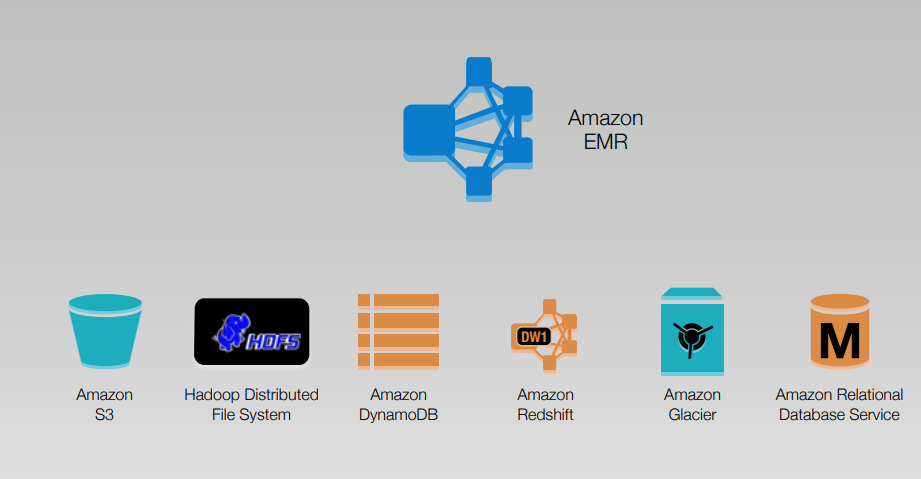 Amazon
EMR
HDFS
DW1
M
Amazon
S3
Hadoop Distributed
File System
Amazon
DynamoDB
Amazon
Redshift
Amazon
Glacier
Amazon Relational
Database Service